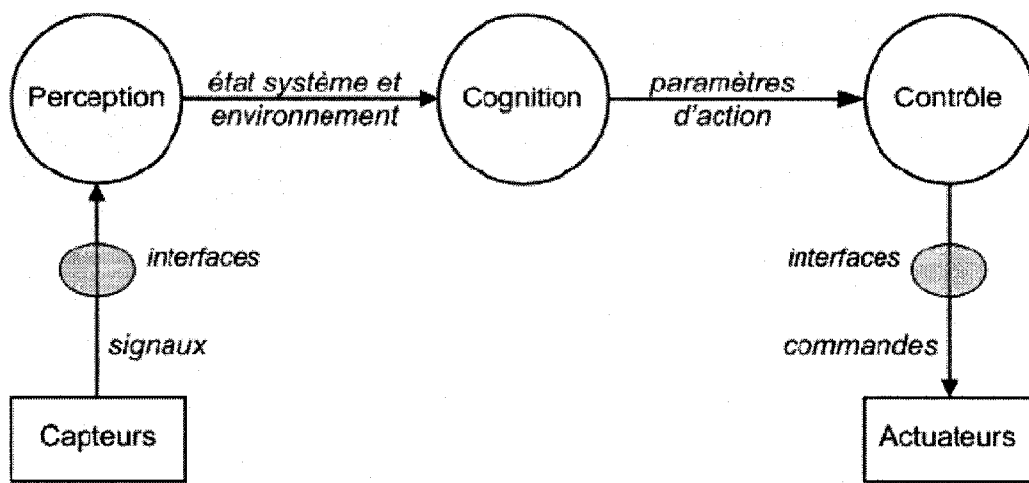 Perception
état système et
environnement
Cognition
paramètres
d'action
Contrôle
interfaces
interfaces
signaux
commandes
Capteurs
Actuateurs